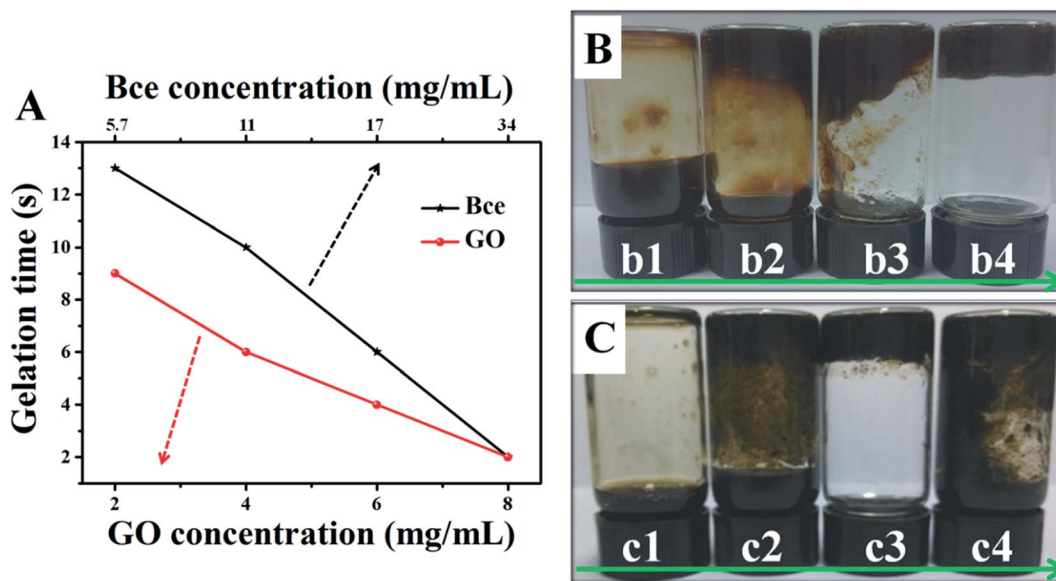 A
Bce concentration (mg/mL)
5.7 11 17 34
14
12
10
8
6
4
2
Gelation time (s)
Bce
GO
2 4 6 8
GO concentration (mg/mL)
B
b1 b2 b3 b4
C
c1 c2 c3 c4